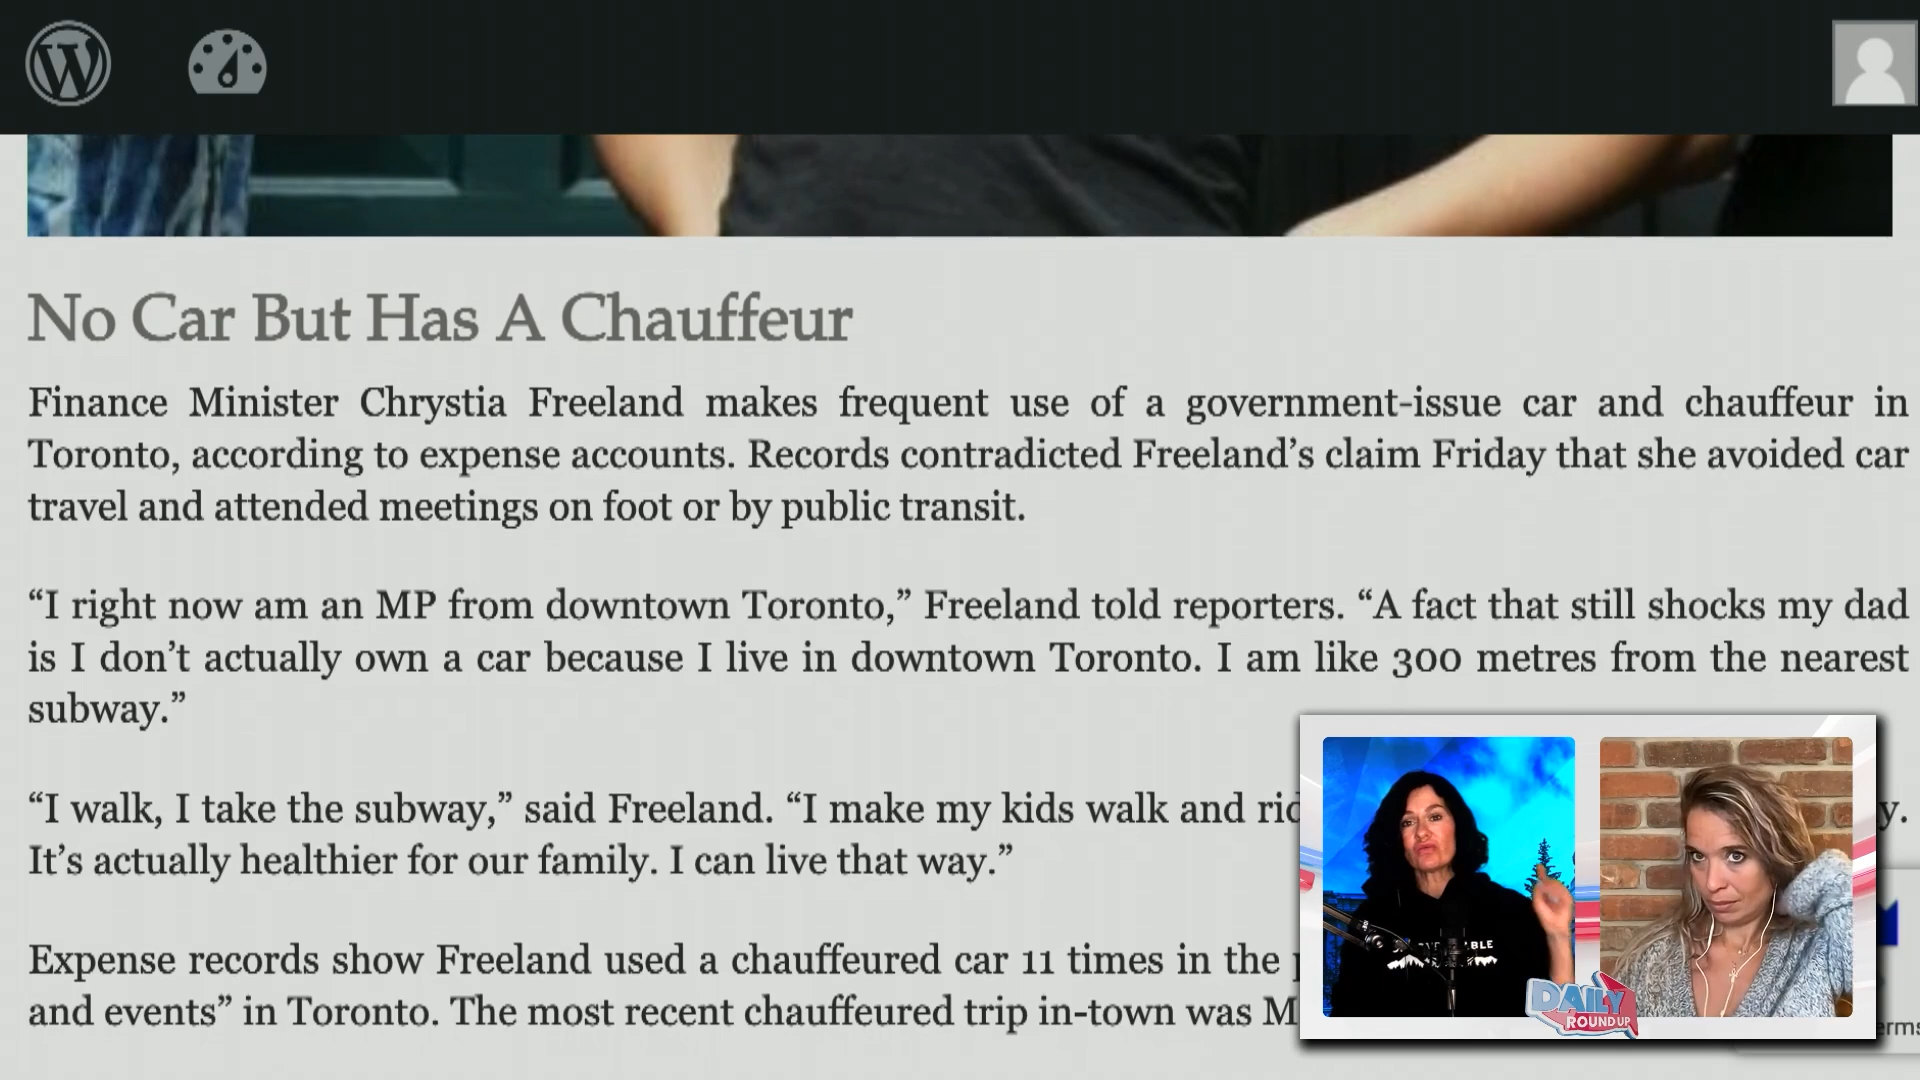 No Car But Has A Chauffeur
Finance Minister Chrystia Freeland makes frequent use of a government-issue car and chauffeur in
Toronto, according to expense accounts. Records contradicted Freeland’s claim Friday that she avoided car
travel and attended meetings on foot or by public transit.
“I right now am an MP from downtown Toronto,” Freeland told reporters. “A fact that still shocks my dad
is I don’t actually own a car because I live in downtown Toronto. I am like 300 metres from the nearest
subway.”
“I walk, I take the subway,” said Freeland. “I make my kids walk and
It’s actually healthier for our family. I can live that way.”
Expense records show Freeland used a chauffeured car 11 times in the
and events” in Toronto. The most recent chauffeured trip in-town was
DAILY
ROUNDUP